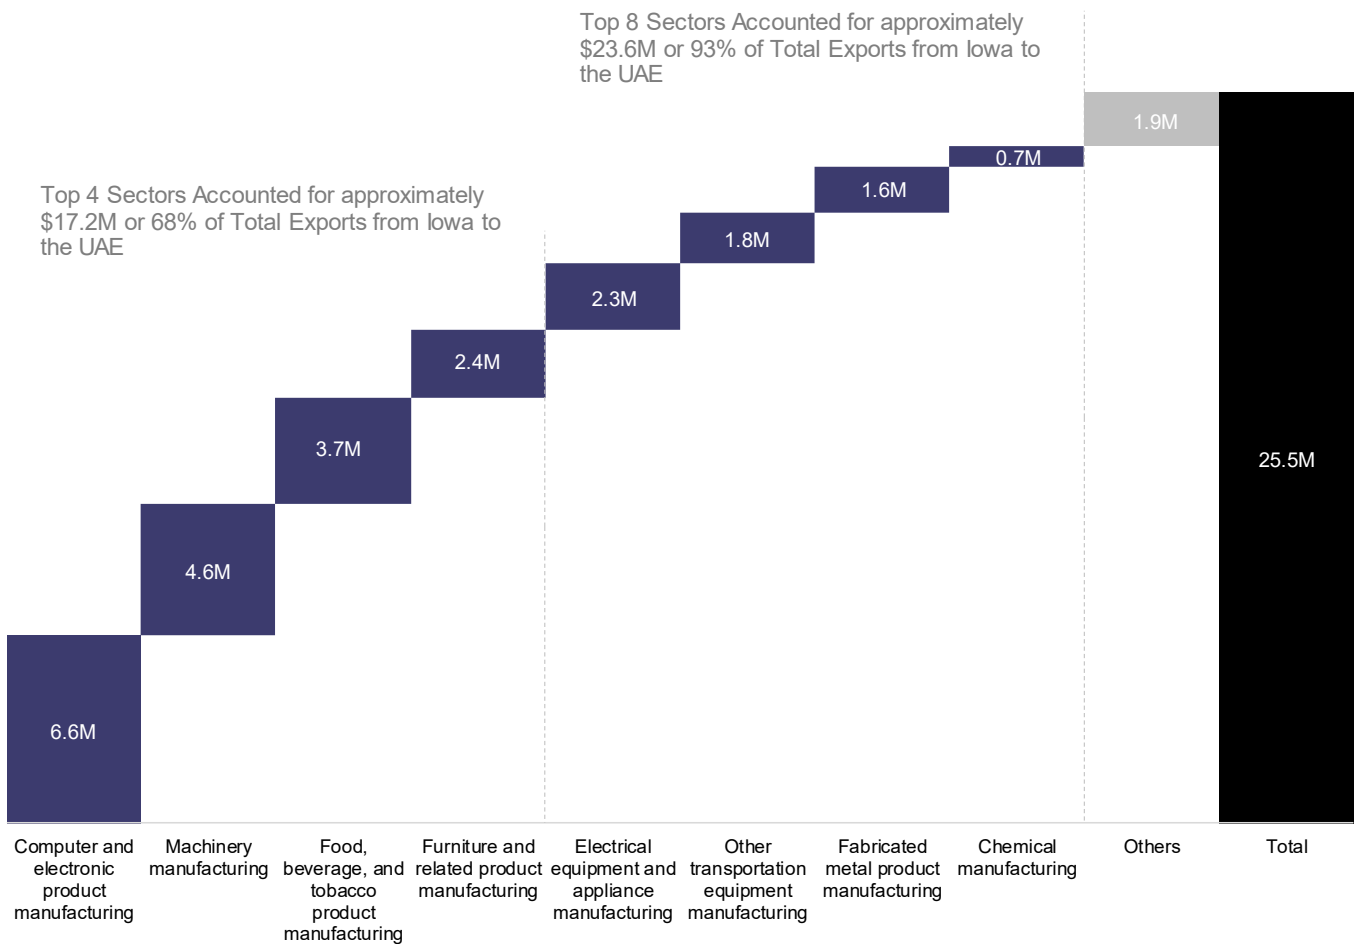 Top 8 Sectors Accounted for approximately
$23.6M or 93% of Total Exports from Iowa to
the UAE
Top 4 Sectors Accounted for approximately
$17.2M or 68% of Total Exports from Iowa to
the UAE
1.9M
0.7M
1.6M
1.8M
2.3M
2.4M
3.7M
25.5M
4.6M
6.6M
Computer and
electronic
product
manufacturing
Machinery
manufacturing
Food,
beverage, and
tobacco
product
manufacturing
Furniture and
related product
manufacturing
Electrical
equipment and
appliance
manufacturing
Other
transportation
equipment
manufacturing
Fabricated
metal product
manufacturing
Chemical
manufacturing
Others
Total